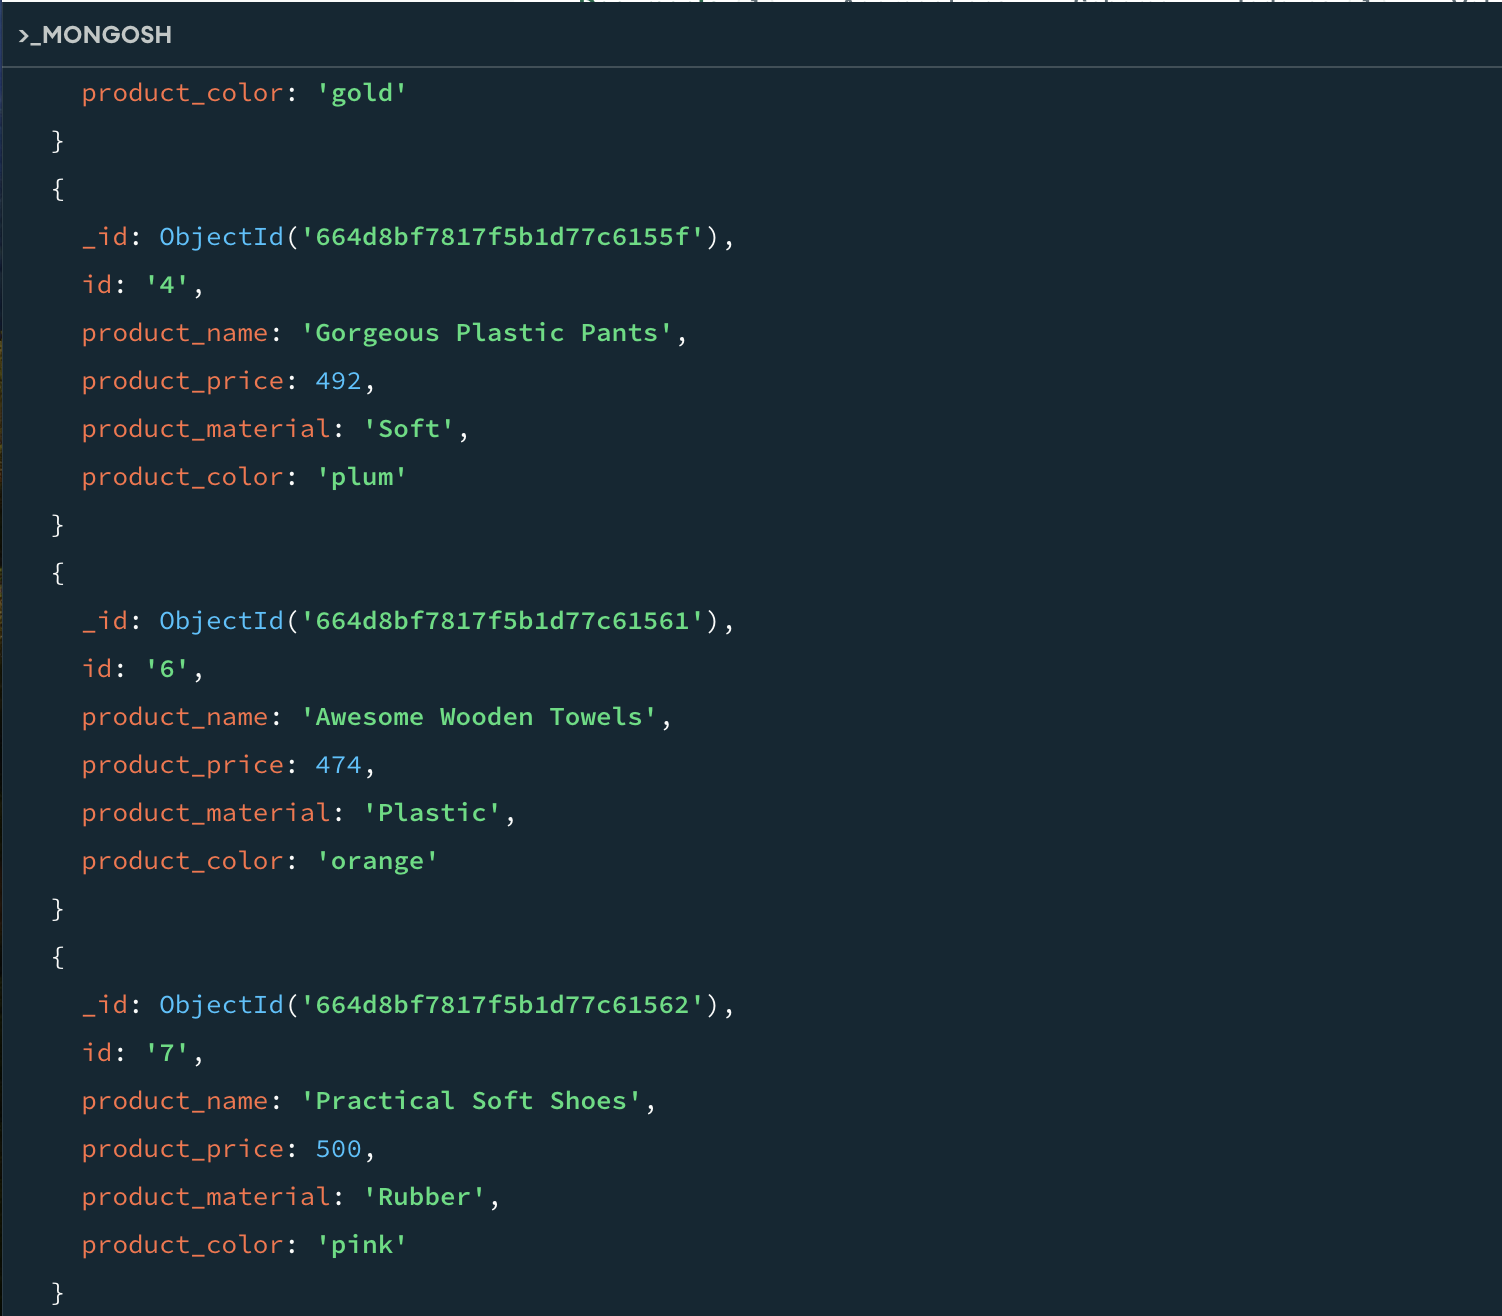 >_MONGOSH
product_color: 'gold'
}
{
_id: ObjectId('664d8bf7817f5b1d77c6155f'),
id: '4',
product_name: 'Gorgeous Plastic Pants',
product_price: 492,
product_material: 'Soft',
product_color: 'plum'
}
{
_id: ObjectId('664d8bf7817f5b1d77c61561'),
id: '6',
product_name: 'Awesome Wooden Towels',
product_price: 474,
product_material: 'Plastic',
product_color: 'orange'
}
{
_id: ObjectId('664d8bf7817f5b1d77c61562'),
id: '7',
product_name: 'Practical Soft Shoes',
product_price: 500,
product_material: 'Rubber',
product_color: 'pink'
}